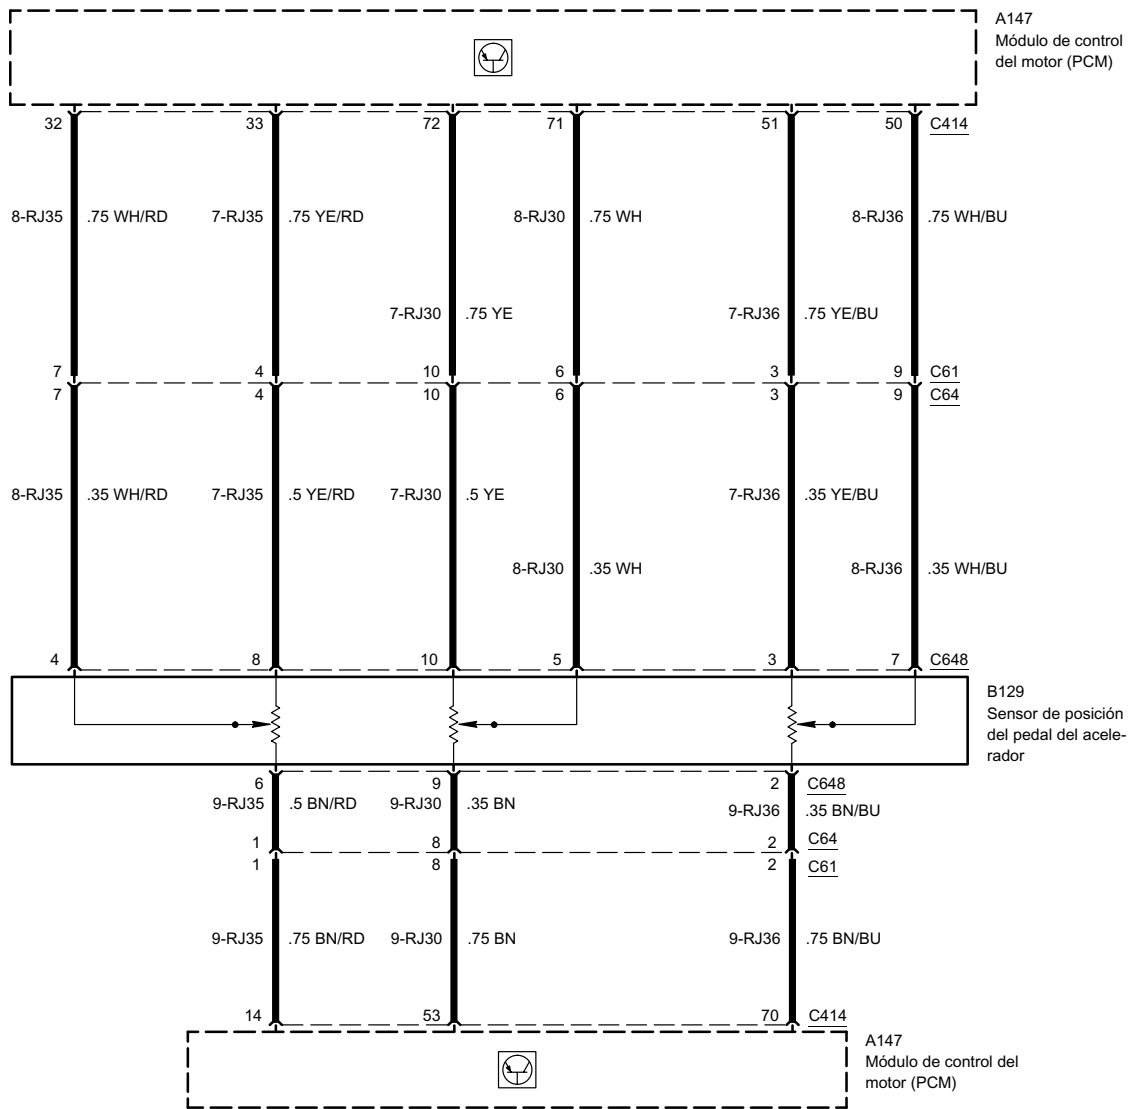 A147
Módulo de control
del motor (PCM)
32 33 72 71 51 50 C414
8-RJ35 .75 WH/RD 7-RJ35 .75 YE/RD 8-RJ30 .75 WH 8-RJ36 .75 WH/BU
7-RJ30 .75 YE 7-RJ36 .75 YE/BU
7 4 10 6 3 9 C61
7 4 10 6 3 9 C64
8-RJ35 .35 WH/RD 7-RJ35 .5 YE/RD 7-RJ30 .5 YE 7-RJ36 .35 YE/BU
8-RJ30 .35 WH 8-RJ36 .35 WH/BU
4 8 10 5 3 7 C648
B129
Sensor de posición
del pedal del acele-
rador
6 9 2 C648
9-RJ35 .5 BN/RD 9-RJ30 .35 BN 9-RJ36 .35 BN/BU
1 8 2 C64
1 8 2 C61
9-RJ35 .75 BN/RD 9-RJ30 .75 BN 9-RJ36 .75 BN/BU
14 53 70 C414
A147
Módulo de control del
motor (PCM)